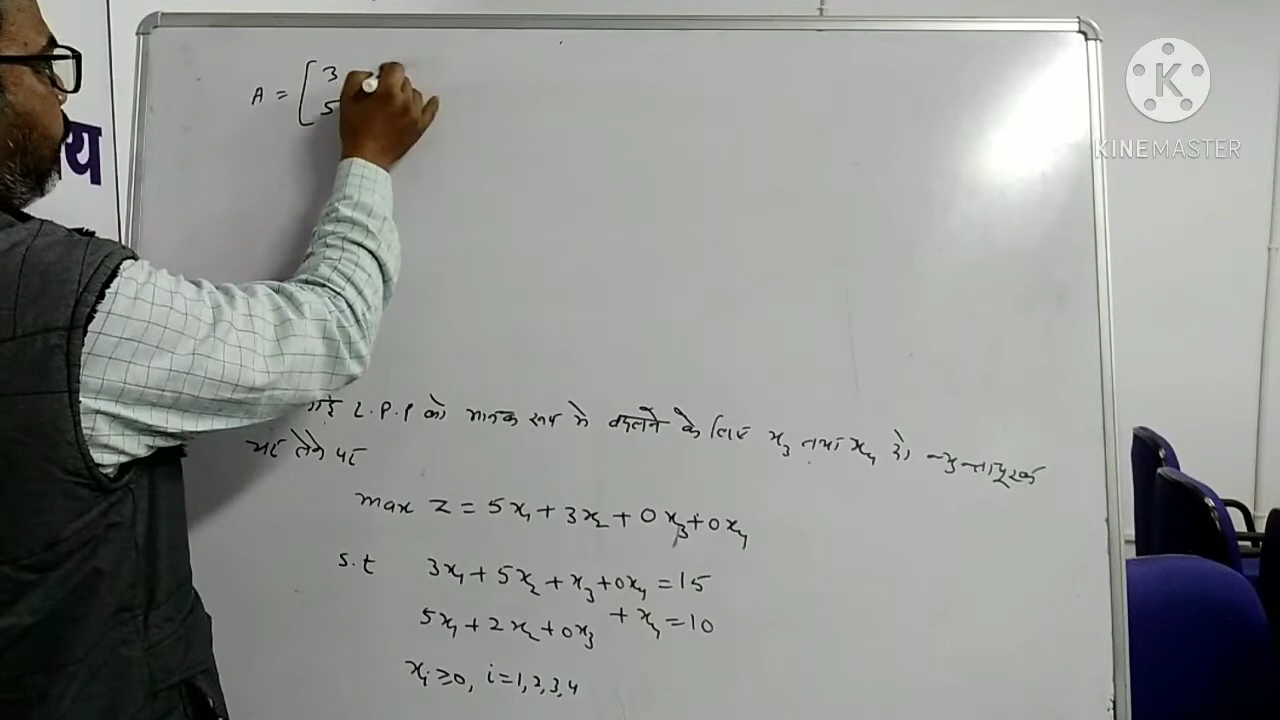 A = [ 3
5
य
L.P.P को मानक रूप में बदलने के लिए x₃ तथा x₄ दो न्यूनतापूरक
चर लेने पर
max Z = 5x₁ + 3x₂ + 0x₃ + 0x₄
s.t 3x₁ + 5x₂ + x₃ + 0x₄ = 15
5x₁ + 2x₂ + 0x₃ + x₄ = 10
xᵢ ≥ 0, i = 1, 2, 3, 4
K
KINEMASTER